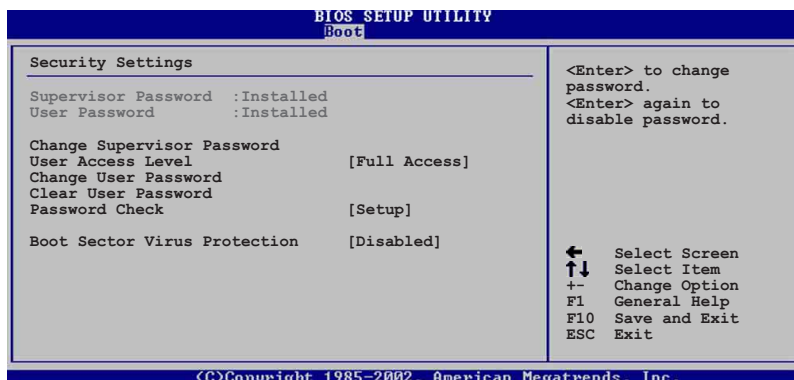 BIOS SETUP UTILITY
Boot
Security Settings
Supervisor Password :Installed
User Password :Installed
Change Supervisor Password
User Access Level [Full Access]
Change User Password
Clear User Password
Password Check [Setup]
Boot Sector Virus Protection [Disabled]
<Enter> to change
password.
<Enter> again to
disable password.
← Select Screen
↑↓ Select Item
+- Change Option
F1 General Help
F10 Save and Exit
ESC Exit
(C)Copyright 1985-2002, American Megatrends, Inc.